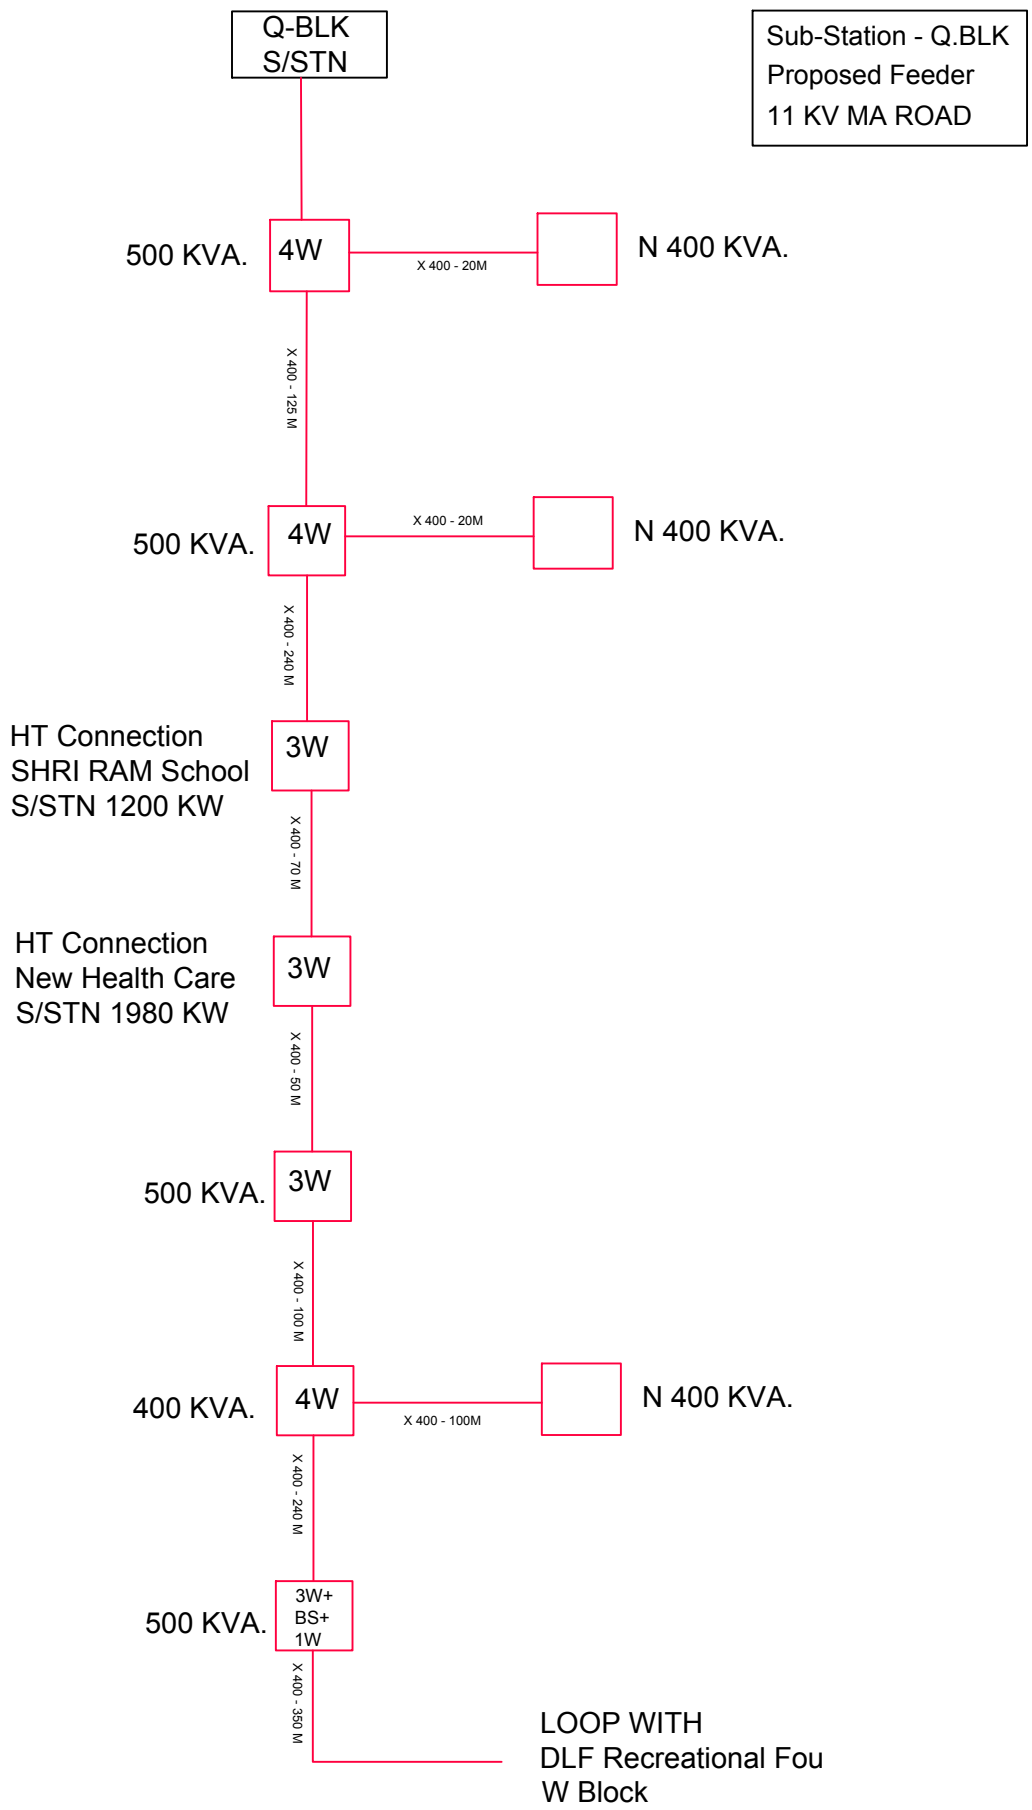 Q-BLK
S/STN
Sub-Station - Q.BLK
Proposed Feeder
11 KV MA ROAD
500 KVA.
4W
X 400 - 20M
N 400 KVA.
X 400 - 125 M
500 KVA.
4W
X 400 - 20M
N 400 KVA.
X 400 - 240 M
HT Connection
SHRI RAM School
S/STN 1200 KW
3W
X 400 - 70 M
HT Connection
New Health Care
S/STN 1980 KW
3W
X 400 - 50 M
500 KVA.
3W
X 400 - 100 M
400 KVA.
4W
X 400 - 100M
N 400 KVA.
X 400 - 240 M
500 KVA.
3W+
BS+
1W
X 400 - 350 M
LOOP WITH
DLF Recreational Fou
W Block